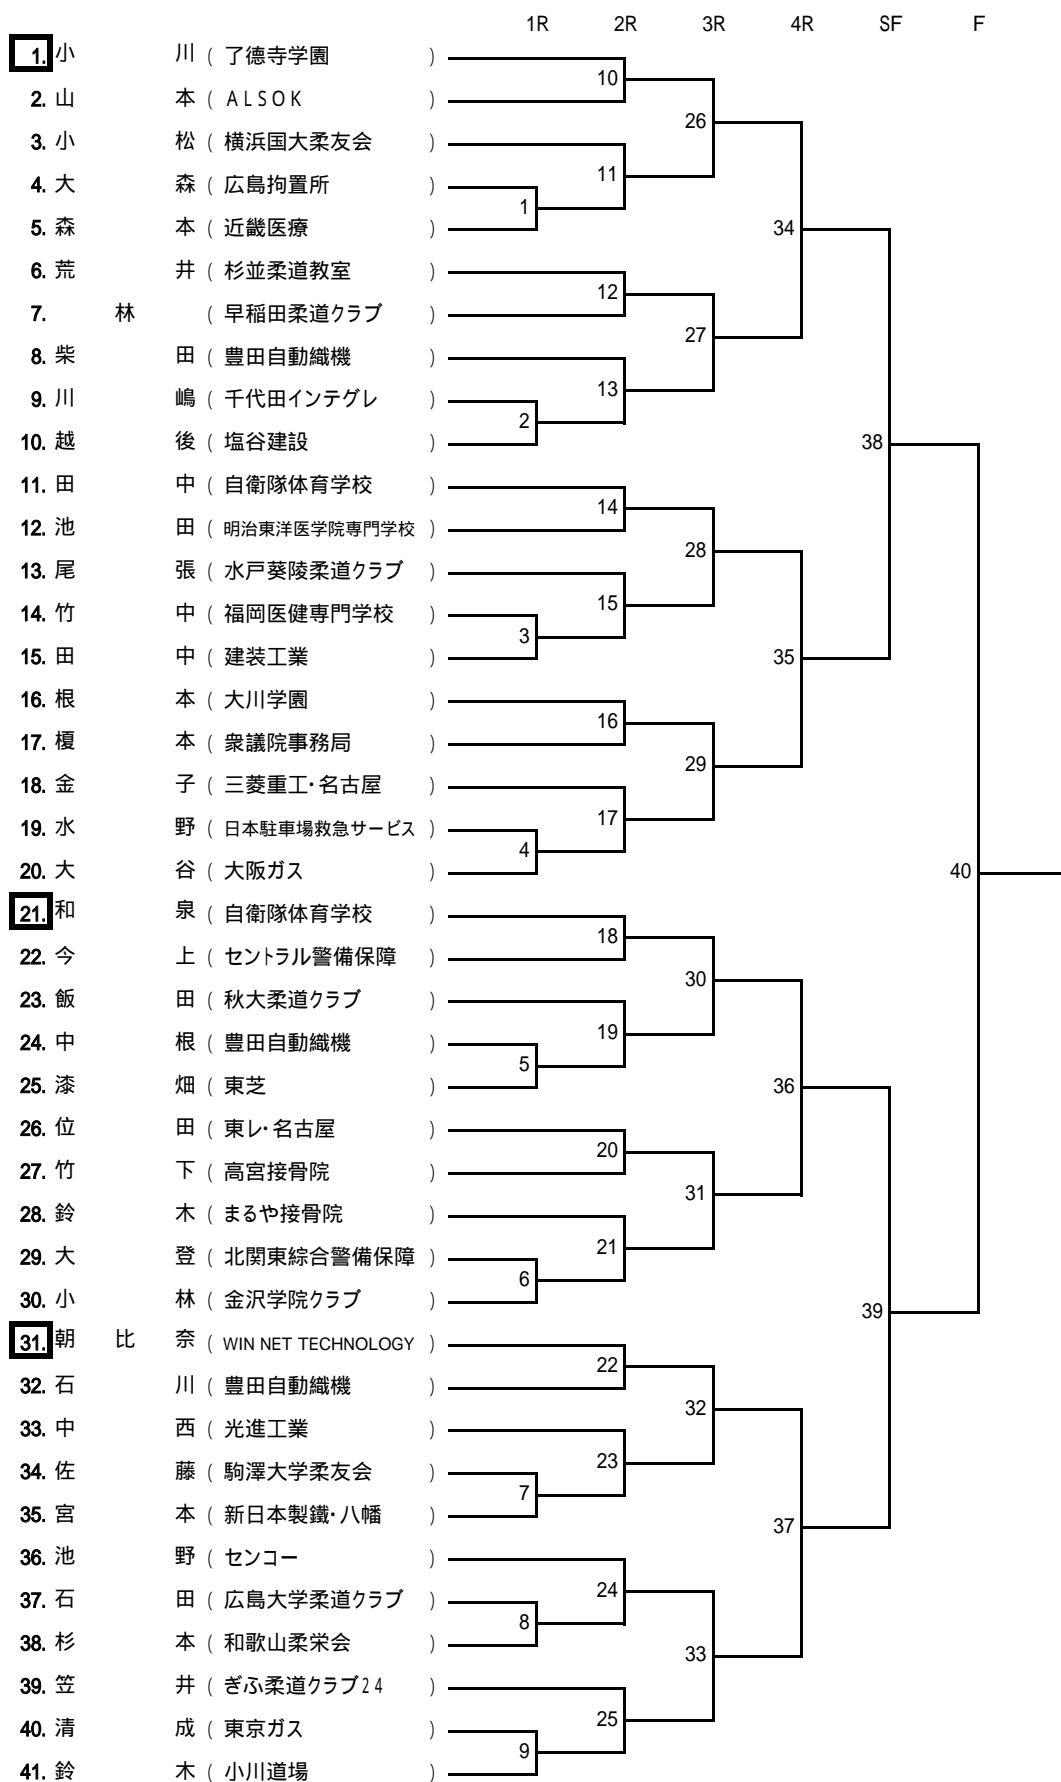 1R 2R 3R 4R SF F
1. 小川 ( 了徳寺学園 )
10
2. 山本 ( ALSOK )
26
3. 小松 ( 横浜国大柔友会 )
11
4. 大森 ( 広島拘置所 )
1
5. 森本 ( 近畿医療 )
34
6. 荒井 ( 杉並柔道教室 )
12
7. 林 ( 早稲田柔道クラブ )
27
8. 柴田 ( 豊田自動織機 )
13
9. 川嶋 ( 千代田インテグレ )
2
10. 越後 ( 塩谷建設 )
38
11. 田中 ( 自衛隊体育学校 )
14
12. 池田 ( 明治東洋医学院専門学校 )
28
13. 尾張 ( 水戸葵陵柔道クラブ )
15
14. 竹中 ( 福岡医健専門学校 )
3
15. 田中 ( 建装工業 )
35
16. 根本 ( 大川学園 )
16
17. 榎本 ( 衆議院事務局 )
29
18. 金子 ( 三菱重工・名古屋 )
17
19. 水野 ( 日本駐車場救急サービス )
4
20. 大谷 ( 大阪ガス )
40
21. 和泉 ( 自衛隊体育学校 )
18
22. 今上 ( セントラル警備保障 )
30
23. 飯田 ( 秋大柔道クラブ )
19
24. 中根 ( 豊田自動織機 )
5
25. 漆畑 ( 東芝 )
36
26. 位田 ( 東レ・名古屋 )
20
27. 竹下 ( 高宮接骨院 )
31
28. 鈴木 ( まるや接骨院 )
21
29. 大登 ( 北関東綜合警備保障 )
6
30. 小林 ( 金沢学院クラブ )
39
31. 朝比奈 ( WIN NET TECHNOLOGY )
22
32. 石川 ( 豊田自動織機 )
32
33. 中西 ( 光進工業 )
23
34. 佐藤 ( 駒澤大学柔友会 )
7
35. 宮本 ( 新日本製鐵・八幡 )
37
36. 池野 ( センコー )
24
37. 石田 ( 広島大学柔道クラブ )
8
38. 杉本 ( 和歌山柔栄会 )
33
39. 笠井 ( ぎふ柔道クラブ24 )
25
40. 清成 ( 東京ガス )
9
41. 鈴木 ( 小川道場 )